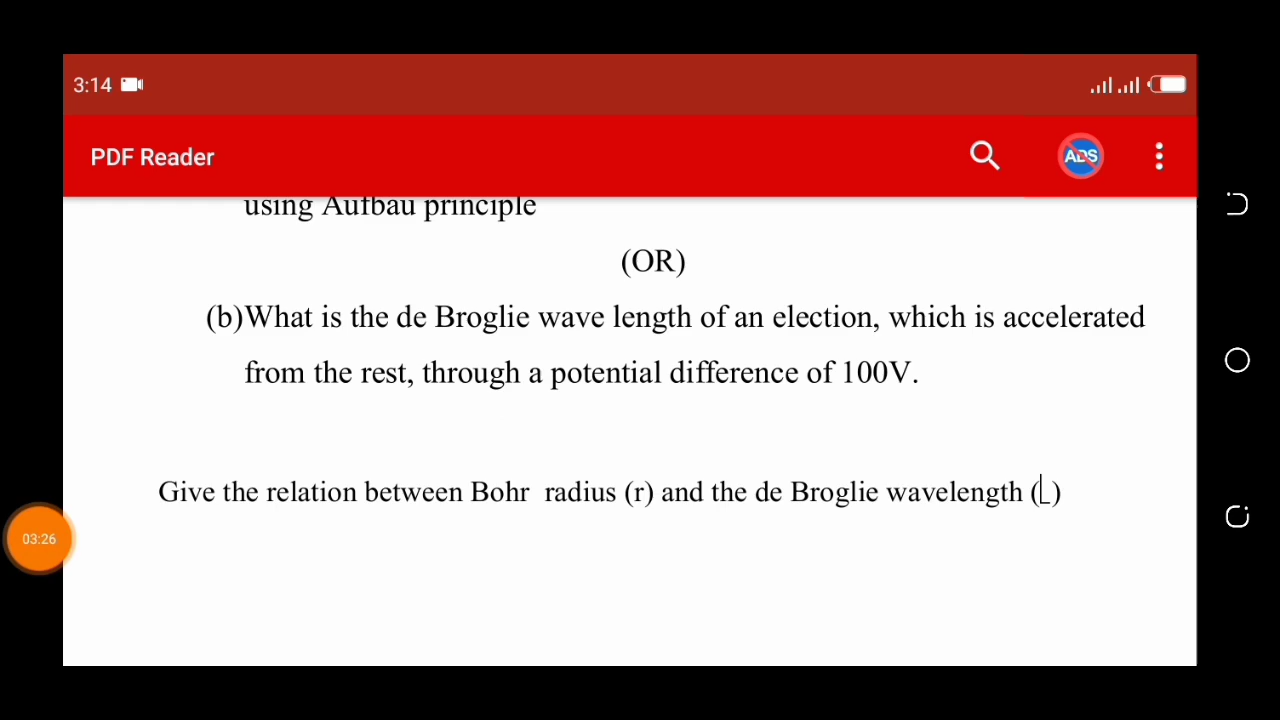 3:14
PDF Reader
ADS
using Aufbau principle
(OR)
(b)What is the de Broglie wave length of an election, which is accelerated
from the rest, through a potential difference of 100V.
Give the relation between Bohr radius (r) and the de Broglie wavelength ( )
03:26